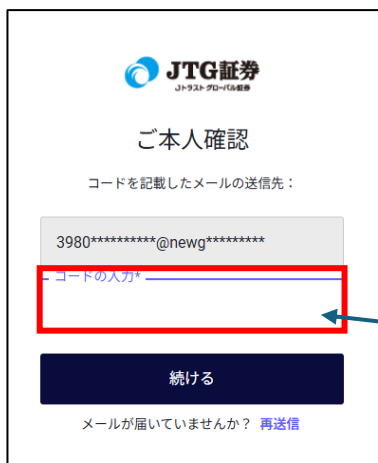 JTG証券
Jトラストグローバル証券
ご本人確認
コードを記載したメールの送信先：
3980**********@newg*********
コードの入力*
続ける
メールが届いていませんか？ 再送信